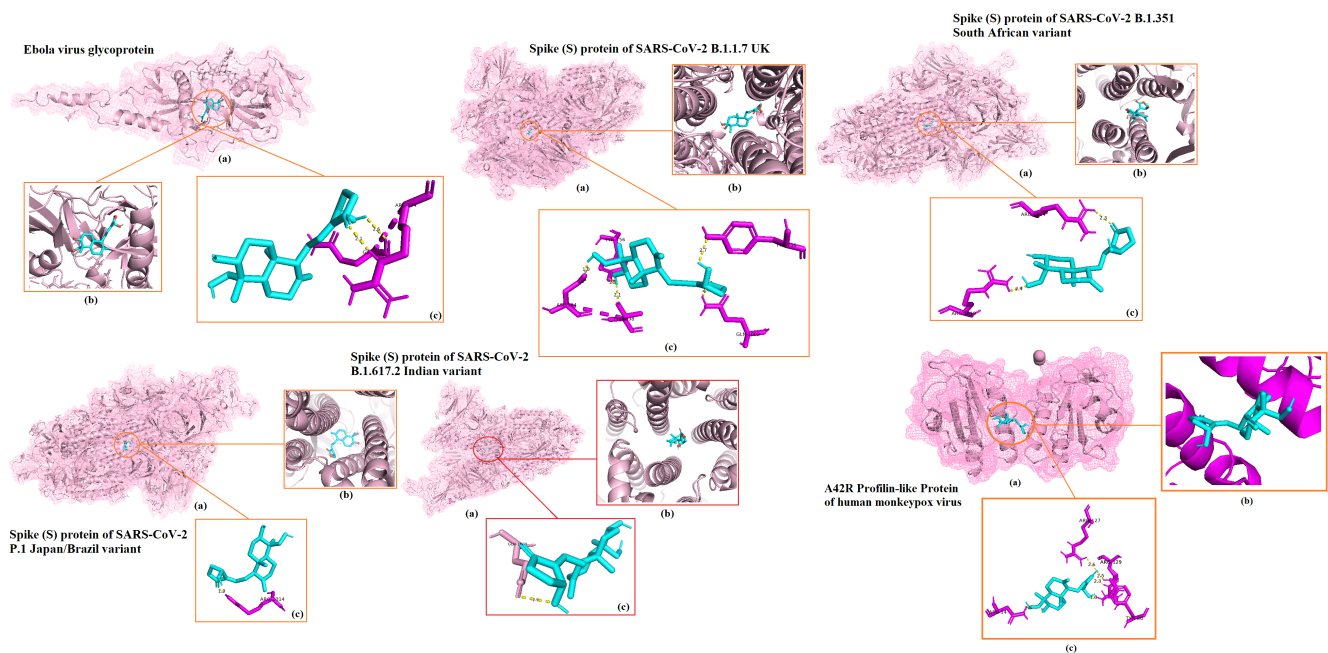 Ebola virus glycoprotein
(a)
(b)
(c)
Spike (S) protein of SARS-CoV-2 B.1.1.7 UK
(a)
(b)
(c)
Spike (S) protein of SARS-CoV-2 B.1.351
South African variant
(a)
(b)
(c)
Spike (S) protein of SARS-CoV-2
P.1 Japan/Brazil variant
(a)
(b)
(c)
Spike (S) protein of SARS-CoV-2
B.1.617.2 Indian variant
(a)
(b)
(c)
A42R Profilin-like Protein
of human monkeypox virus
(a)
(b)
2.6
(c)